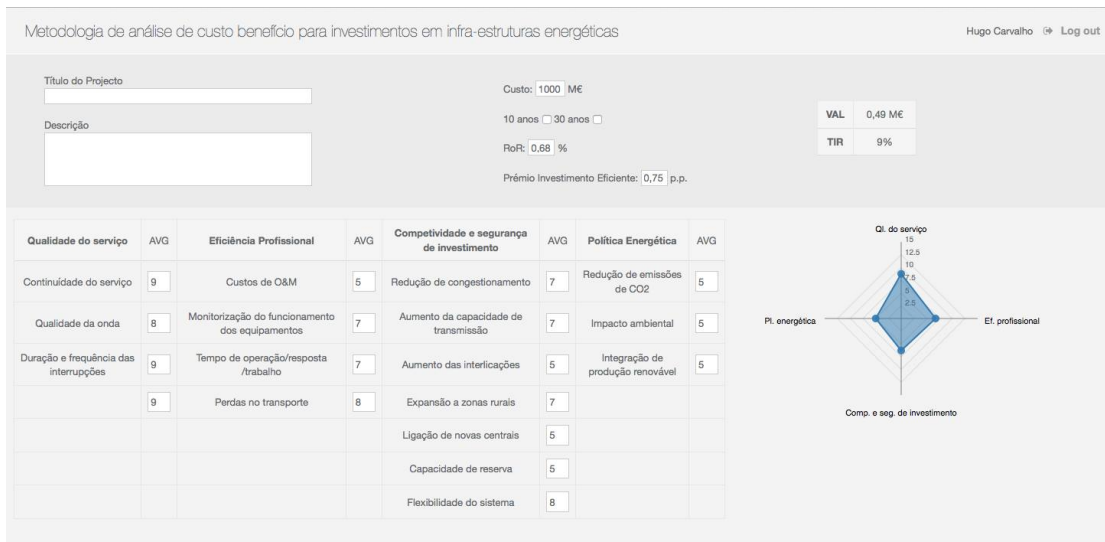 Metodologia de análise de custo benefício para investimentos em infra-estruturas energéticas
Hugo Carvalho Log out
Título do Projecto
Descrição
Custo: 1000 M€
10 anos 30 anos
RoR: 0,68 %
Prémio Investimento Eficiente: 0,75 p.p.
VAL 0,49 M€
TIR 9%
Qualidade do serviço AVG Eficiência Profissional AVG Competividade e segurança
de investimento AVG Política Energética AVG
Continuídade do serviço 9 Custos de O&M 5 Redução de congestionamento 7 Redução de emissões
de CO2 5
Qualidade da onda 8 Monitorização do funcionamento
dos equipamentos 7 Aumento da capacidade de
transmissão 7 Impacto ambiental 5
Duração e frequência das
interrupções 9 Tempo de operação/resposta
/trabalho 7 Aumento das interlicações 5 Integração de
produção renovável 5
9 Perdas no transporte 8 Expansão a zonas rurais 7
Ligação de novas centrais 5
Capacidade de reserva 5
Flexibilidade do sistema 8
Ql. do serviço
15
12.5
10
7.5
5
2.5
Pl. energética
Ef. profissional
Comp. e seg. de investimento